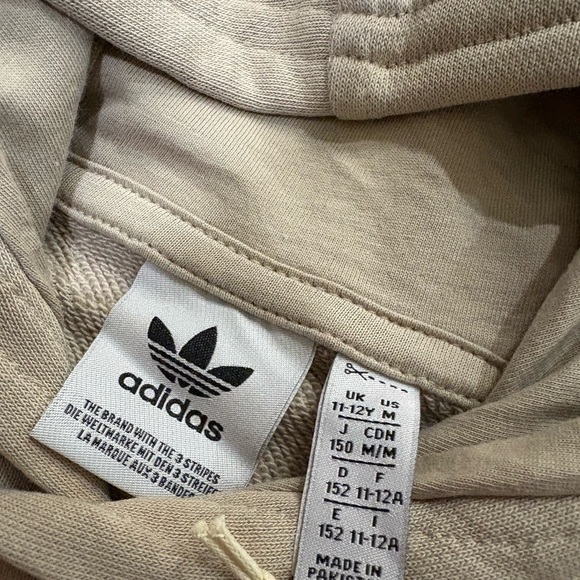 adidas
THE BRAND WITH THE 3 STRIPES
DIE WELTMARKE MIT DEN 3 STREIFEN
LA MARQUE AUX 3 BANDES
UK US
11-12Y M
J CDN
150 M/M
D F
152 11-12A
E I
152 11-12A
MADE IN